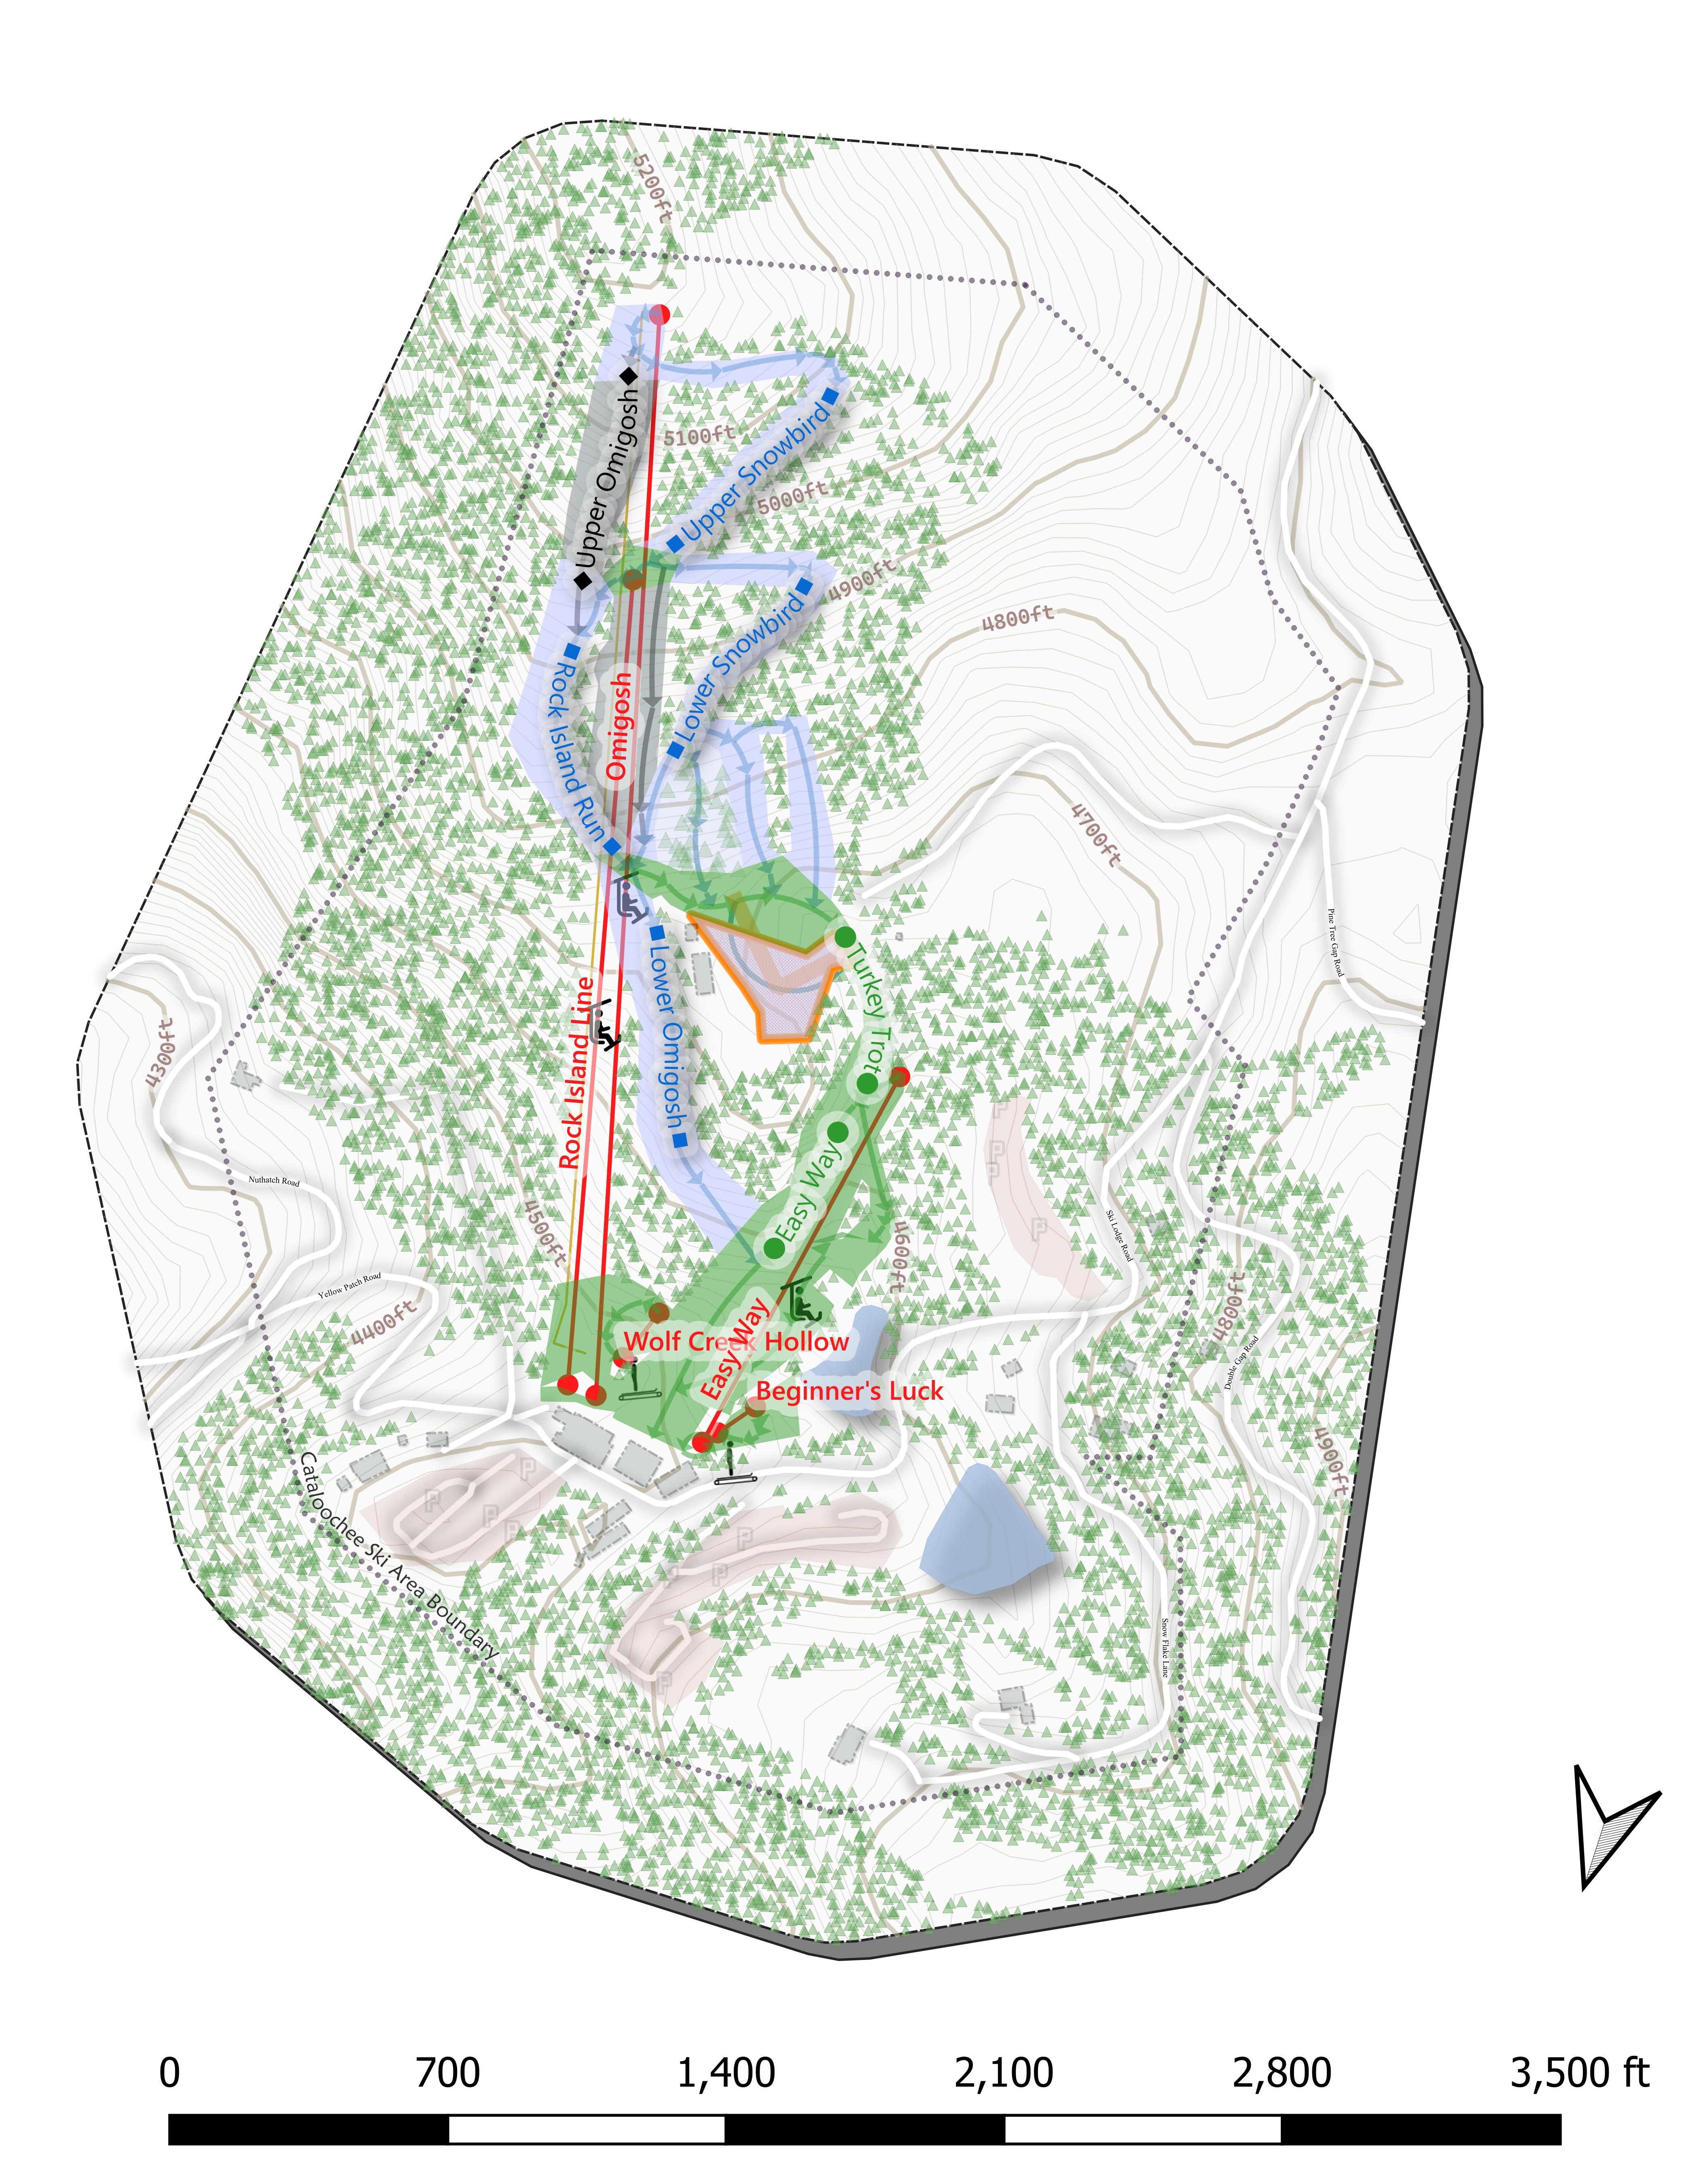 5200ft
Upper Omigosh
5100ft
Upper Snowbird
5000ft
4900ft
4800ft
Lower Snowbird
Rock Island Run
Omigosh
4700ft
Turkey Trot
Lower Omigosh
Rock Island Line
Pine Tree Gap Road
4300ft
P
P
P
P
Easy Way
Nuthatch Road
Ski Lodge Road
4500ft
4600ft
Yellow Patch Road
4400ft
4800ft
Wolf Creek Hollow
Easy Way
Beginner's Luck
Double Gap Road
4900ft
Cataloochee Ski Area Boundary
P
P
P
P
P
P
P
Snow Flake Lane
0 700 1,400 2,100 2,800 3,500 ft